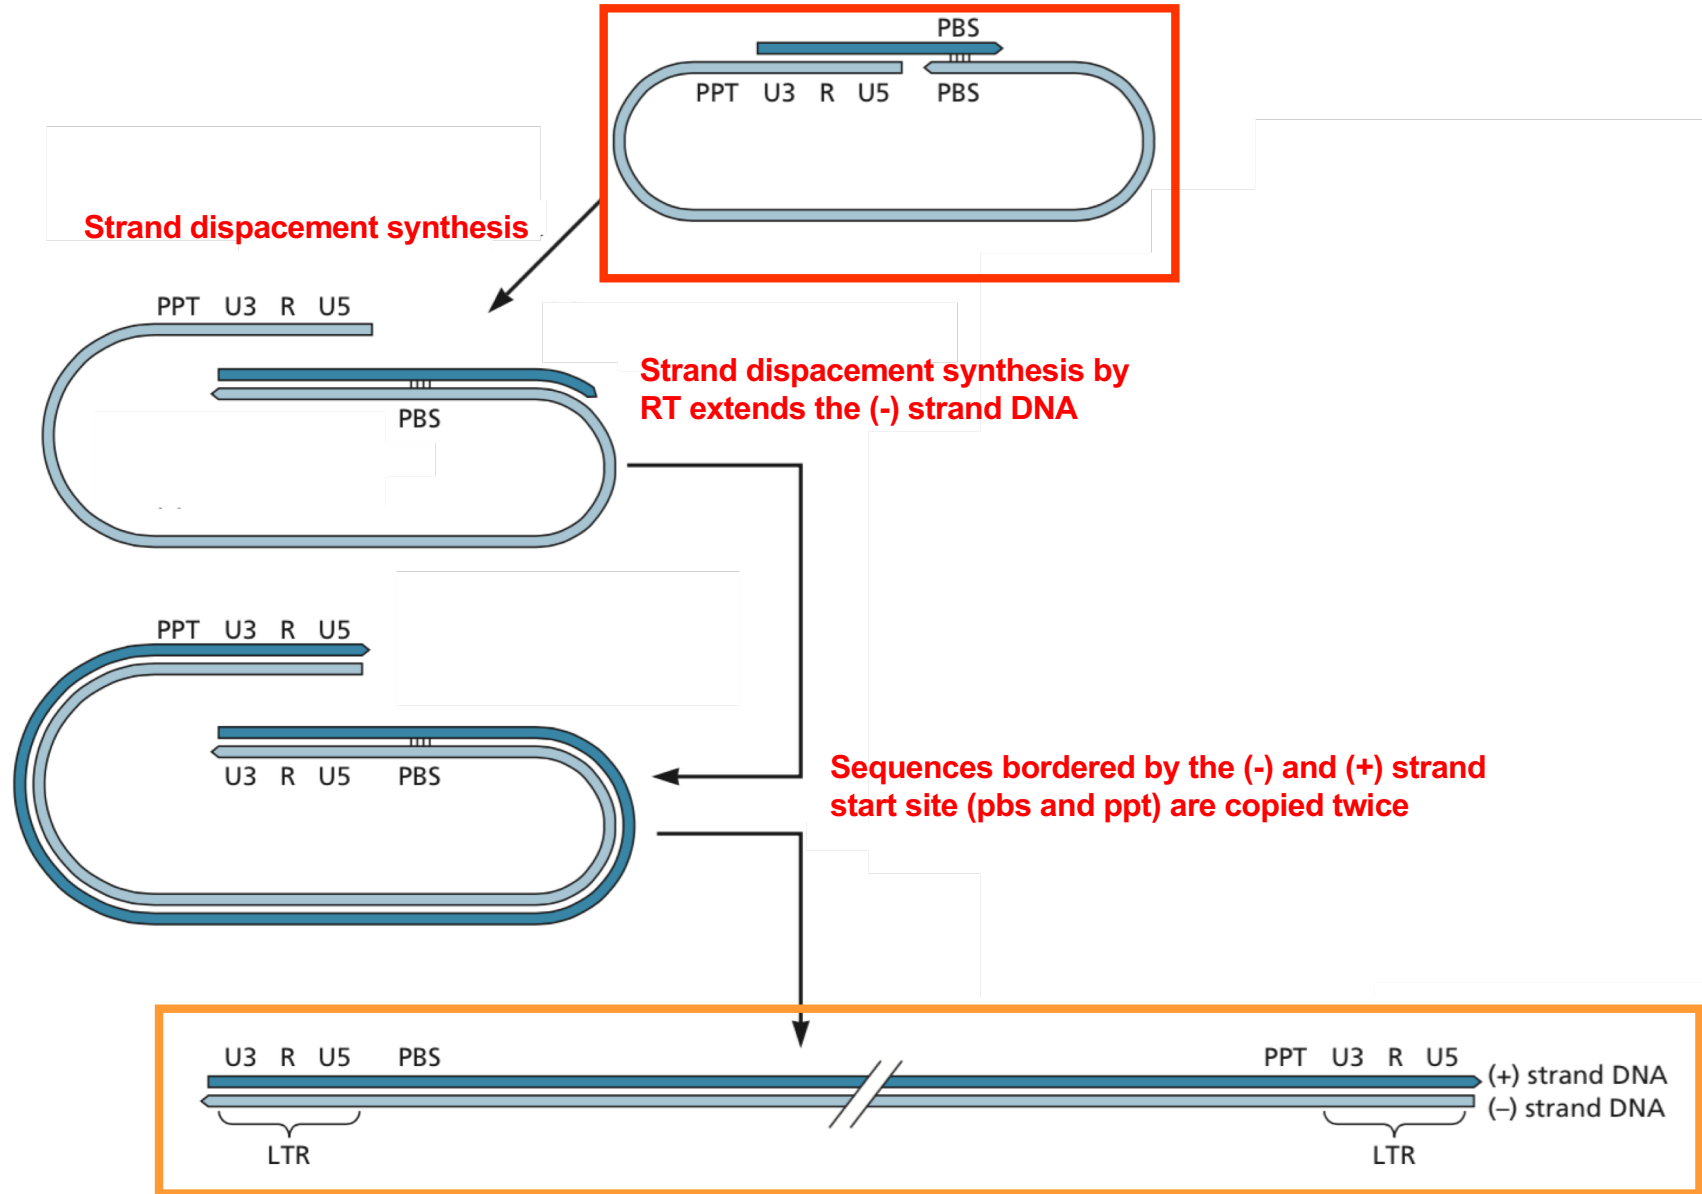 PBS
PPT U3 R U5 PBS
Strand dispacement synthesis
PPT U3 R U5
PBS
Strand dispacement synthesis by
RT extends the (-) strand DNA
PPT U3 R U5
U3 R U5 PBS
Sequences bordered by the (-) and (+) strand
start site (pbs and ppt) are copied twice
U3 R U5 PBS PPT U3 R U5
(+) strand DNA
(–) strand DNA
LTR LTR